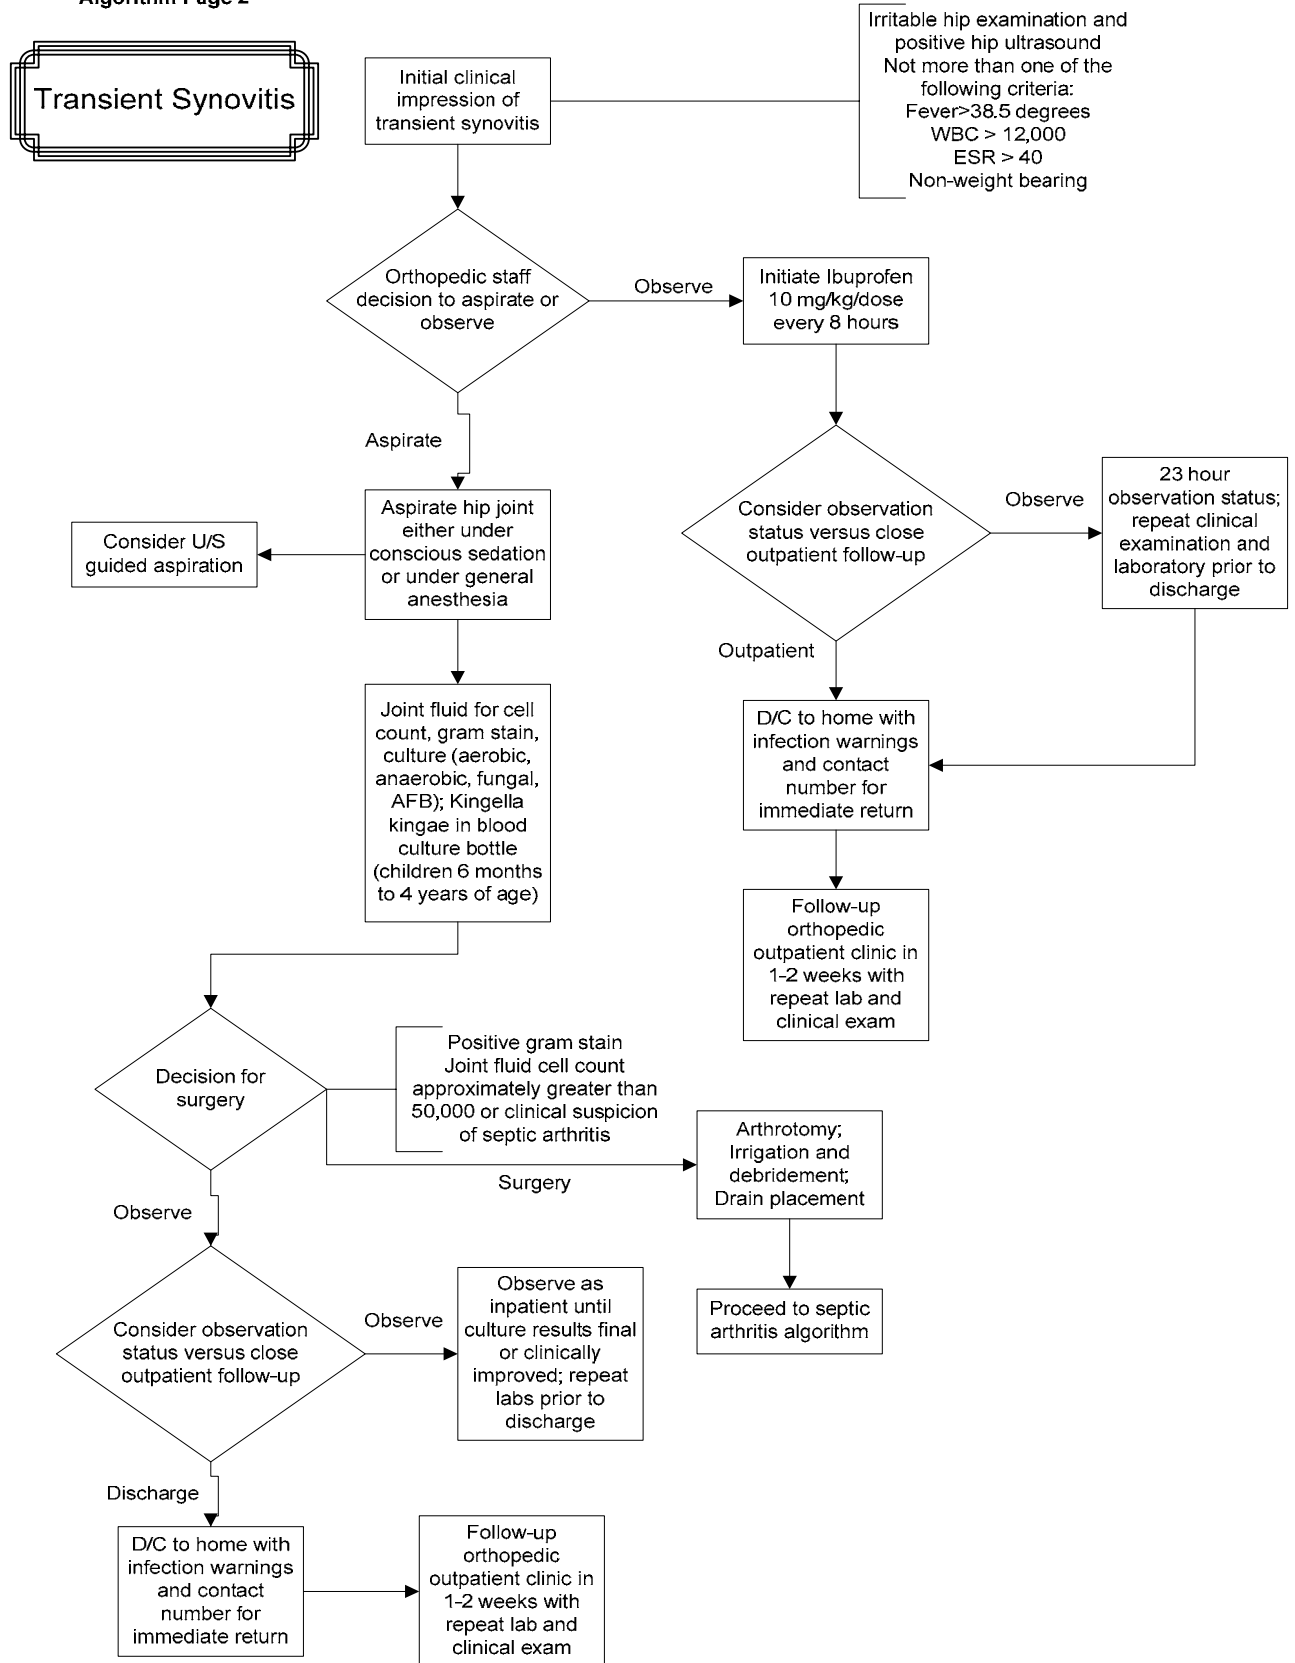 Algorithm Page 2
Transient Synovitis
Initial clinical
impression of
transient synovitis
Irritable hip examination and
positive hip ultrasound
Not more than one of the
following criteria:
Fever>38.5 degrees
WBC > 12,000
ESR > 40
Non-weight bearing
Orthopedic staff
decision to aspirate or
observe
Observe
Initiate Ibuprofen
10 mg/kg/dose
every 8 hours
Aspirate
Consider observation
status versus close
outpatient follow-up
Observe
23 hour
observation status;
repeat clinical
examination and
laboratory prior to
discharge
Consider U/S
guided aspiration
Aspirate hip joint
either under
conscious sedation
or under general
anesthesia
Outpatient
Joint fluid for cell
count, gram stain,
culture (aerobic,
anaerobic, fungal,
AFB); Kingella
kingae in blood
culture bottle
(children 6 months
to 4 years of age)
D/C to home with
infection warnings
and contact
number for
immediate return
Follow-up
orthopedic
outpatient clinic in
1-2 weeks with
repeat lab and
clinical exam
Decision for
surgery
Positive gram stain
Joint fluid cell count
approximately greater than
50,000 or clinical suspicion
of septic arthritis
Surgery
Arthrotomy;
Irrigation and
debridement;
Drain placement
Observe
Proceed to septic
arthritis algorithm
Consider observation
status versus close
outpatient follow-up
Observe
Observe as
inpatient until
culture results final
or clinically
improved; repeat
labs prior to
discharge
Discharge
D/C to home with
infection warnings
and contact
number for
immediate return
Follow-up
orthopedic
outpatient clinic in
1-2 weeks with
repeat lab and
clinical exam